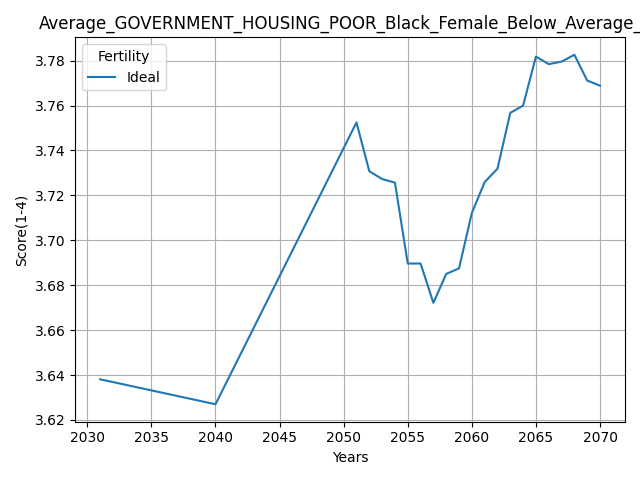 Average_GOVERNMENT_HOUSING_POOR_Black_Female_Below_Average_
Fertility
Ideal
3.78
3.76
3.74
3.72
3.70
3.68
3.66
3.64
3.62
Score(1-4)
2030 2035 2040 2045 2050 2055 2060 2065 2070
Years